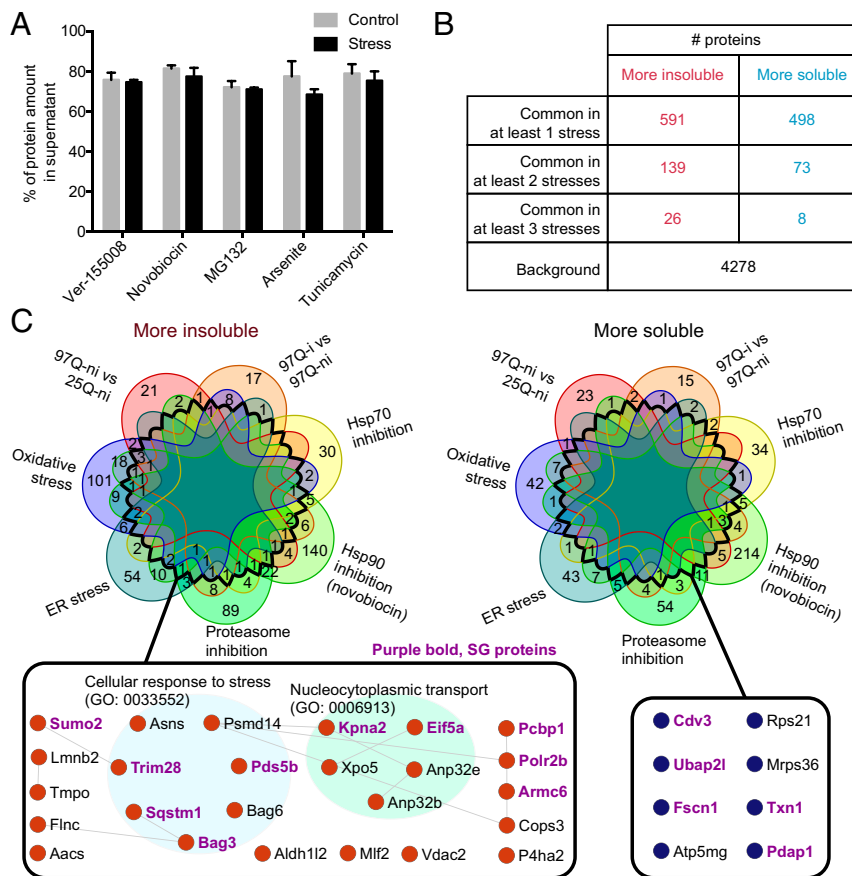 A
Control
Stress
% of protein amount
in supernatant
100
80
60
40
20
0
Ver-155008
Novobiocin
MG132
Arsenite
Tunicamycin
B
# proteins
More insoluble
More soluble
Common in
at least 1 stress
591
498
Common in
at least 2 stresses
139
73
Common in
at least 3 stresses
26
8
Background
4278
C
More insoluble
97Q-ni vs
25Q-ni
97Q-i vs
97Q-ni
Hsp70
inhibition
Hsp90
inhibition
(novobiocin)
Proteasome
inhibition
ER stress
Oxidative
stress
21
17
30
140
89
54
101
More soluble
97Q-ni vs
25Q-ni
97Q-i vs
97Q-ni
Hsp70
inhibition
Hsp90
inhibition
(novobiocin)
Proteasome
inhibition
ER stress
Oxidative
stress
23
15
34
214
54
43
42
Purple bold, SG proteins
Cellular response to stress
(GO: 0033552)
Nucleocytoplasmic transport
(GO: 0006913)
Sumo2
Asns
Psmd14
Kpna2
Eif5a
Pcbp1
Lmnb2
Trim28
Pds5b
Xpo5
Anp32e
Polr2b
Tmpo
Sqstm1
Bag6
Anp32b
Armc6
Flnc
Bag3
Cops3
Aacs
Aldh1l2
Mlf2
Vdac2
P4ha2
Cdv3
Rps21
Ubap2l
Mrps36
Fscn1
Txn1
Atp5mg
Pdap1